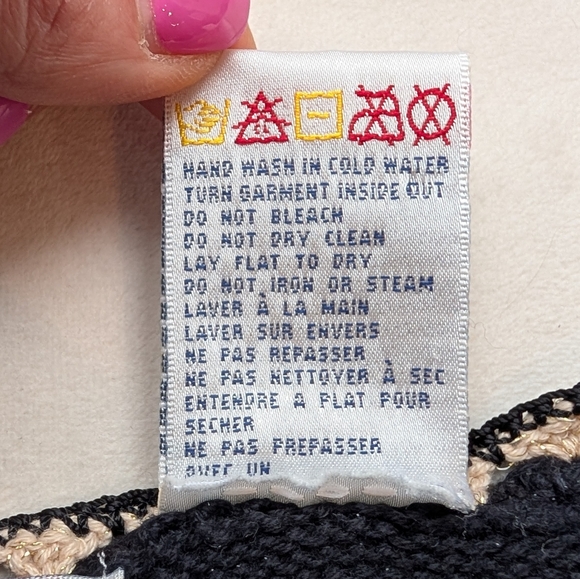 HAND WASH IN COLD WATER
TURN GARMENT INSIDE OUT
DO NOT BLEACH
DO NOT DRY CLEAN
LAY FLAT TO DRY
DO NOT IRON OR STEAM
LAVER À LA MAIN
LAVER SUR ENVERS
NE PAS REPASSER
NE PAS NETTOYER À SEC
ENTENDRE A PLAT POUR
SECHER
NE PAS PREPASSER
AVEC UN